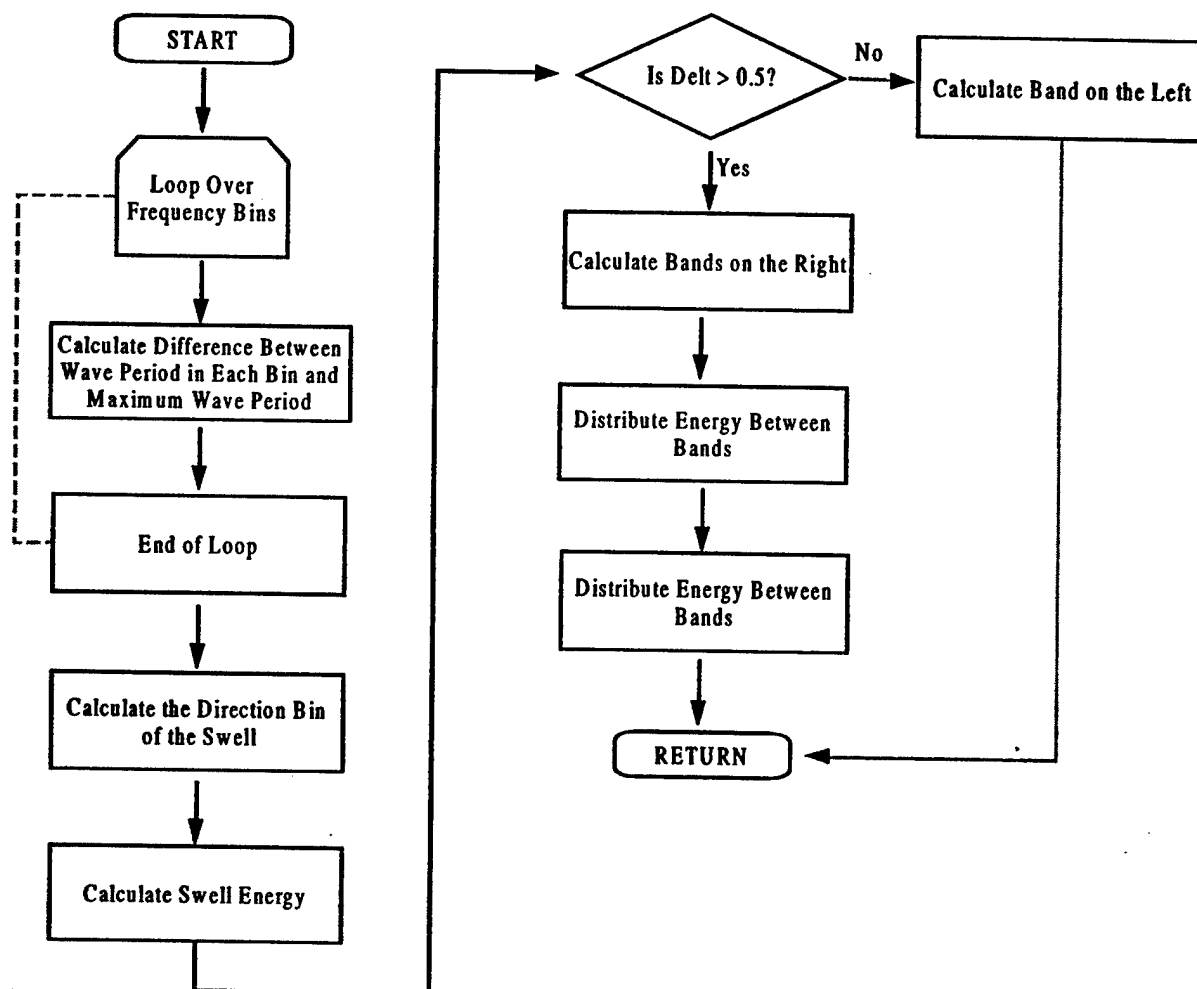 START
Loop Over
Frequency Bins
Calculate Difference Between
Wave Period in Each Bin and
Maximum Wave Period
End of Loop
Calculate the Direction Bin
of the Swell
Calculate Swell Energy
Is Delt > 0.5?
No
Calculate Band on the Left
Yes
Calculate Bands on the Right
Distribute Energy Between
Bands
Distribute Energy Between
Bands
RETURN